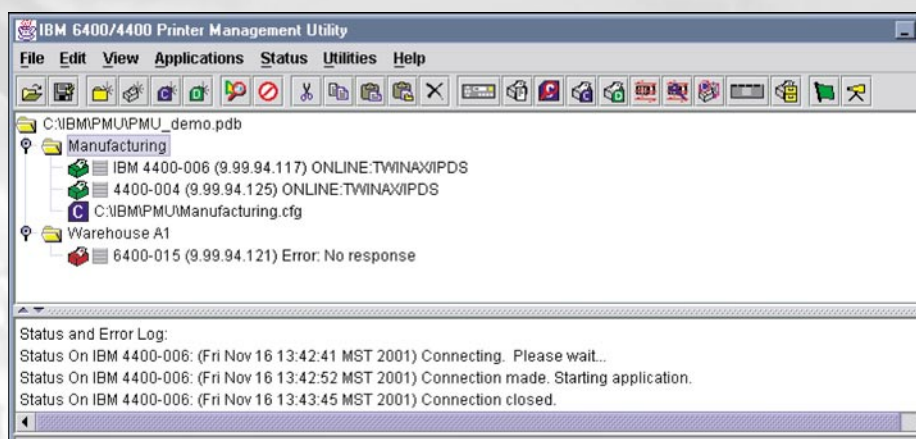 IBM 6400/4400 Printer Management Utility
File Edit View Applications Status Utilities Help
C:\IBM\PMU\PMU_demo.pdb
Manufacturing
IBM 4400-006 (9.99.94.117) ONLINE:TWINAX/IPDS
4400-004 (9.99.94.125) ONLINE:TWINAX/IPDS
C C:\IBM\PMU\Manufacturing.cfg
Warehouse A1
6400-015 (9.99.94.121) Error: No response
Status and Error Log:
Status On IBM 4400-006: (Fri Nov 16 13:42:41 MST 2001) Connecting. Please wait...
Status On IBM 4400-006: (Fri Nov 16 13:42:52 MST 2001) Connection made. Starting application.
Status On IBM 4400-006: (Fri Nov 16 13:43:45 MST 2001) Connection closed.